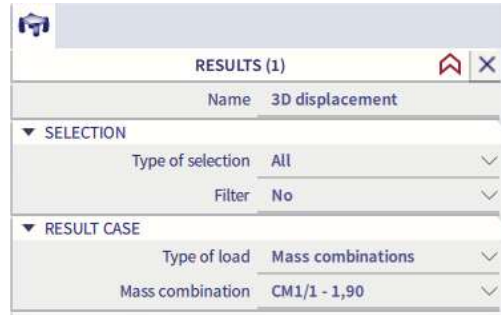 RESULTS (1)
Name 3D displacement
SELECTION
Type of selection All
Filter No
RESULT CASE
Type of load Mass combinations
Mass combination CM1/1 - 1,90